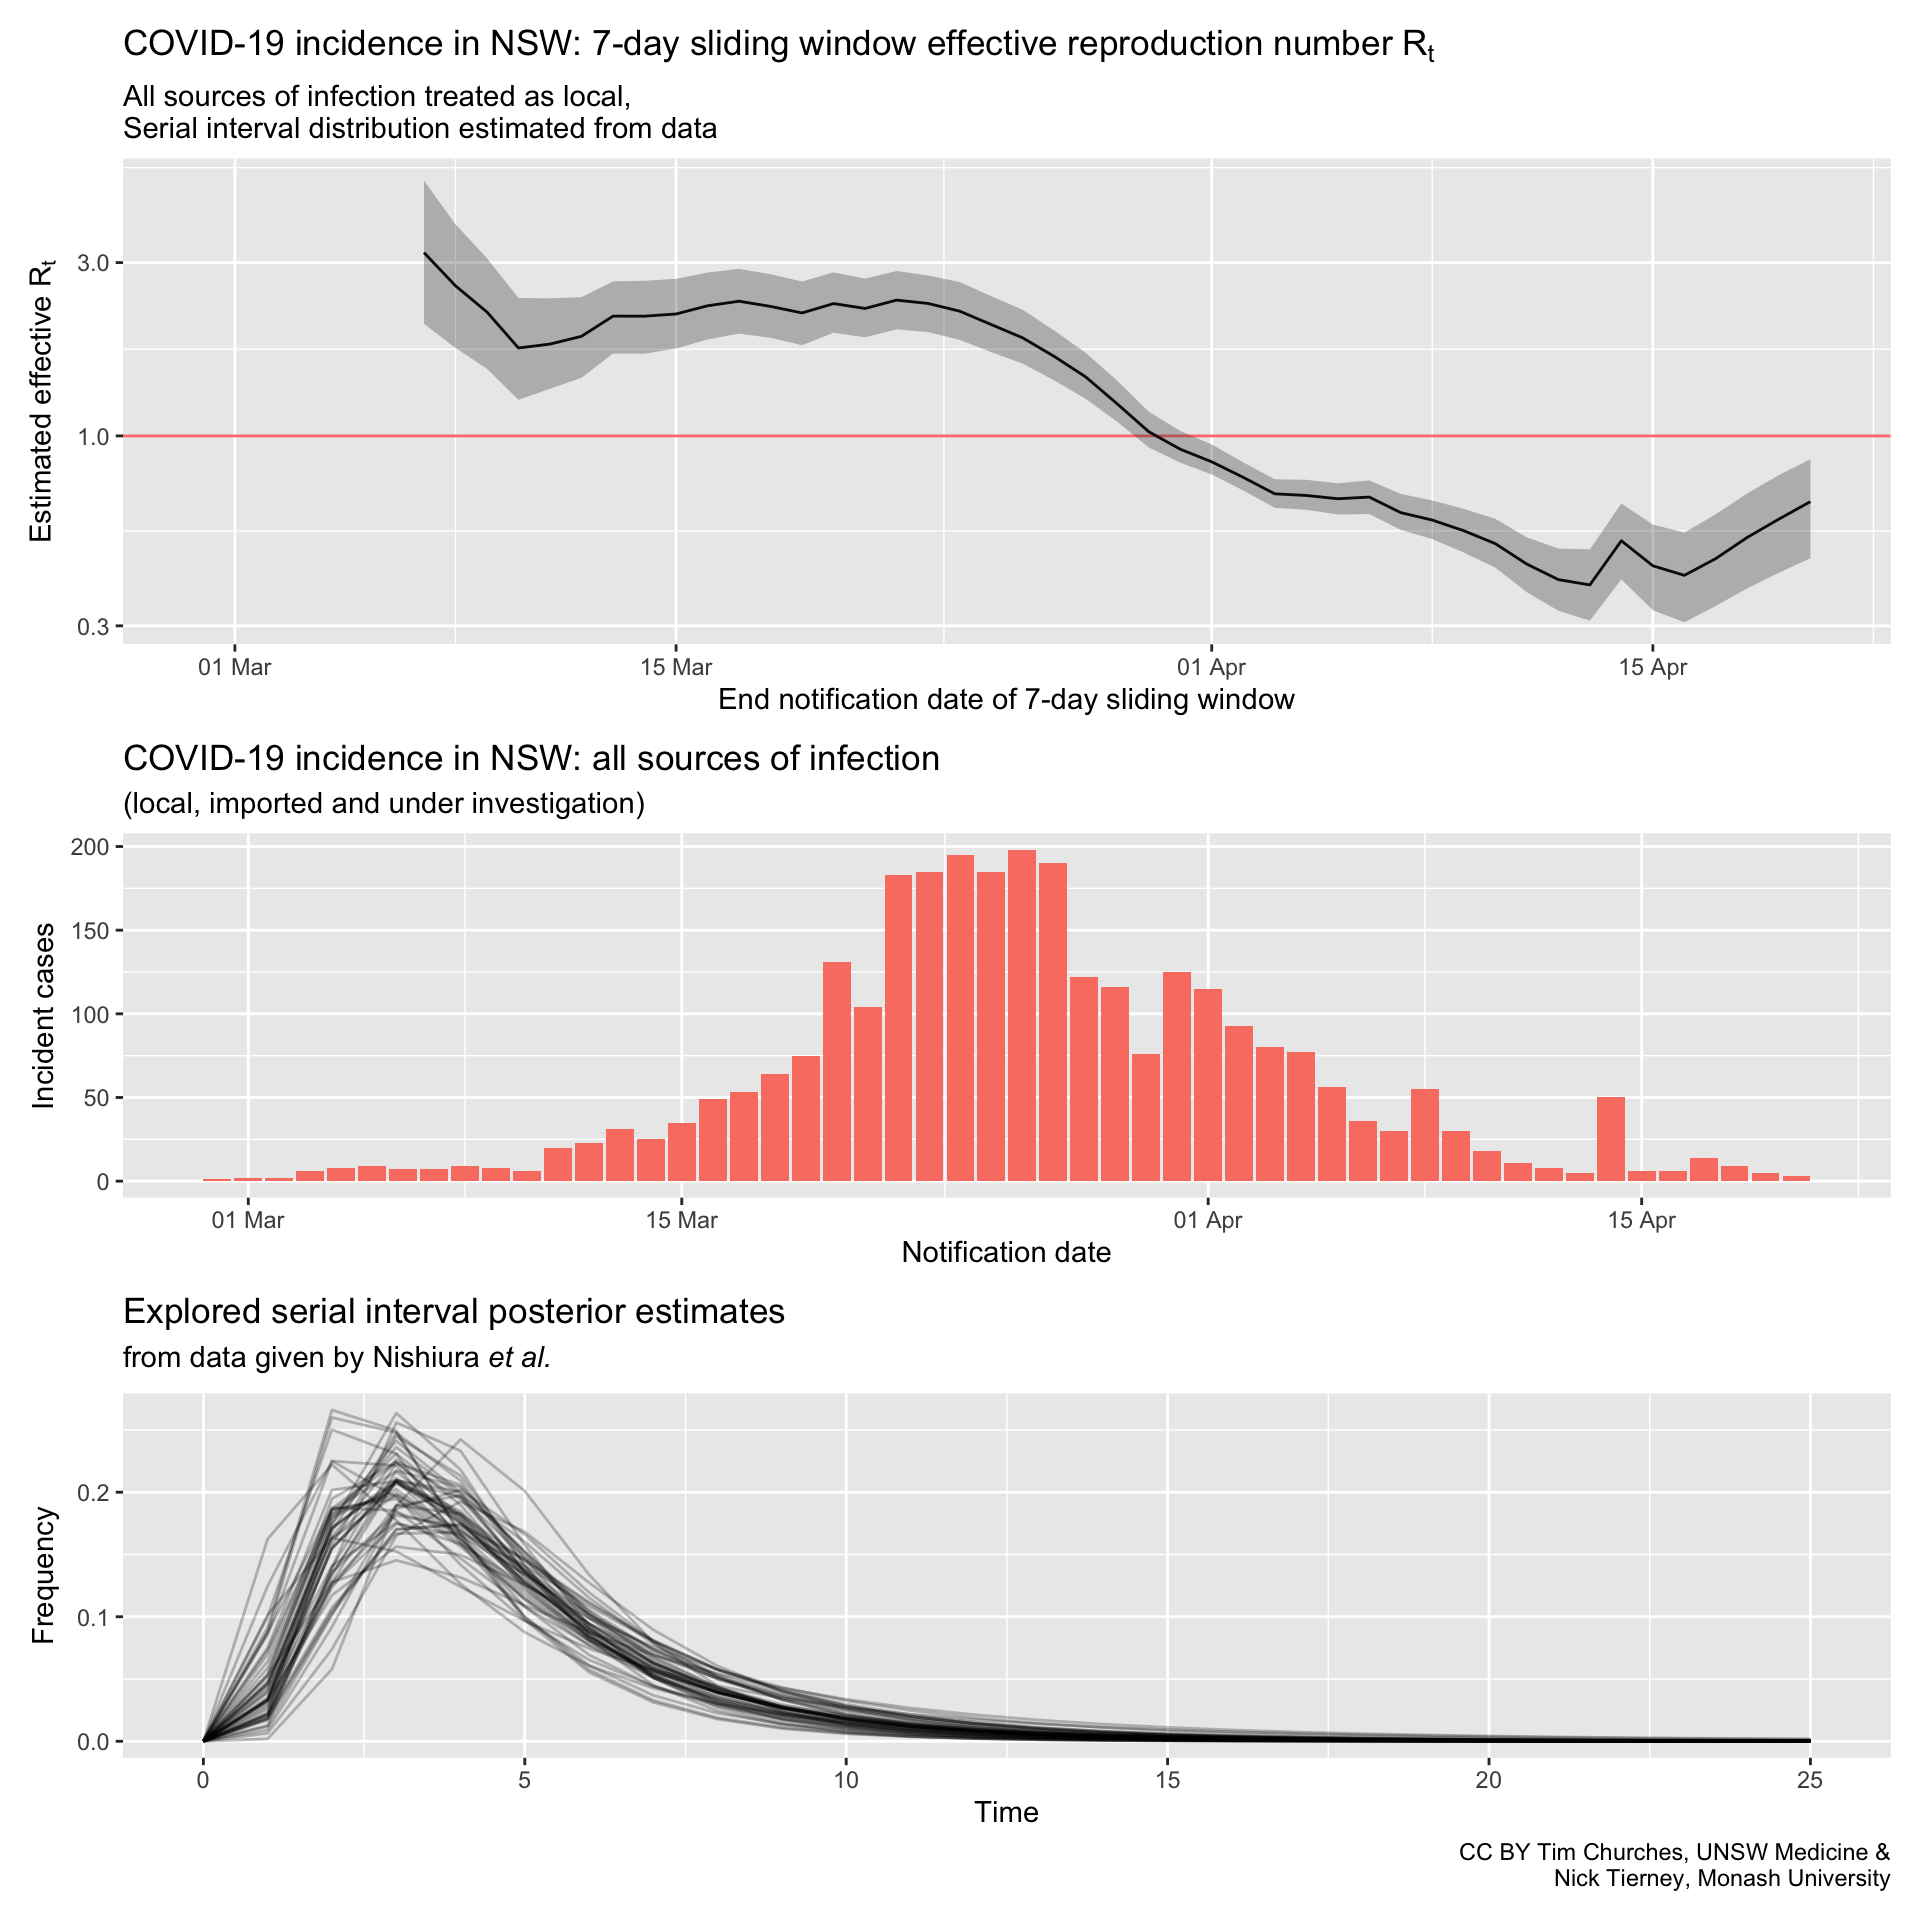 COVID-19 incidence in NSW: 7-day sliding window effective reproduction number Rt
All sources of infection treated as local,
Serial interval distribution estimated from data
Estimated effective Rt
3.0
1.0
0.3
01 Mar 15 Mar 01 Apr 15 Apr
End notification date of 7-day sliding window
COVID-19 incidence in NSW: all sources of infection
(local, imported and under investigation)
Incident cases
200
150
100
50
0
01 Mar 15 Mar 01 Apr 15 Apr
Notification date
Explored serial interval posterior estimates
from data given by Nishiura et al.
Frequency
0.2
0.1
0.0
0 5 10 15 20 25
Time
CC BY Tim Churches, UNSW Medicine &
Nick Tierney, Monash University